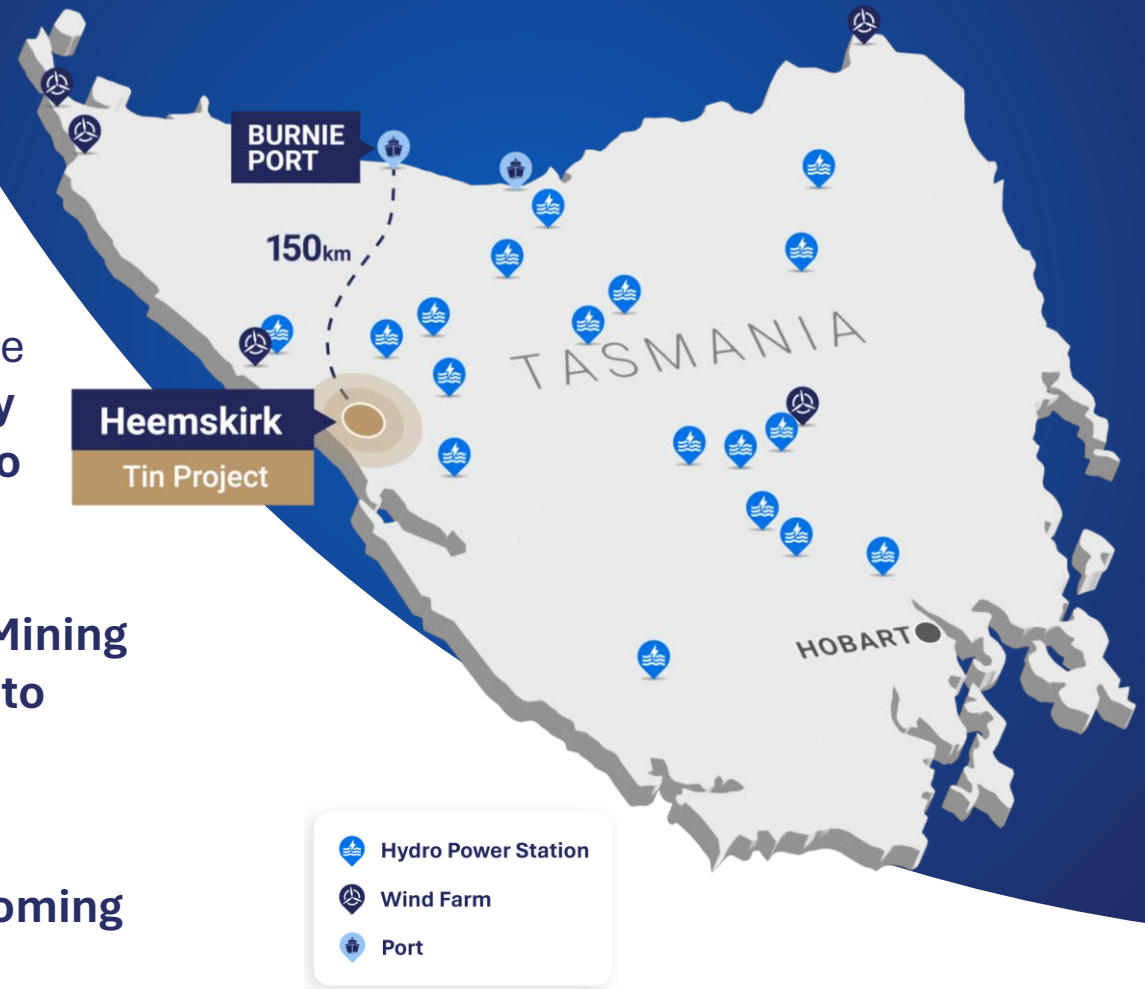 BURNIE
PORT
150km
TASMANIA
e
y
Heemskirk
o
Tin Project
Mining
HOBART
to
Hydro Power Station
Wind Farm
oming
Port